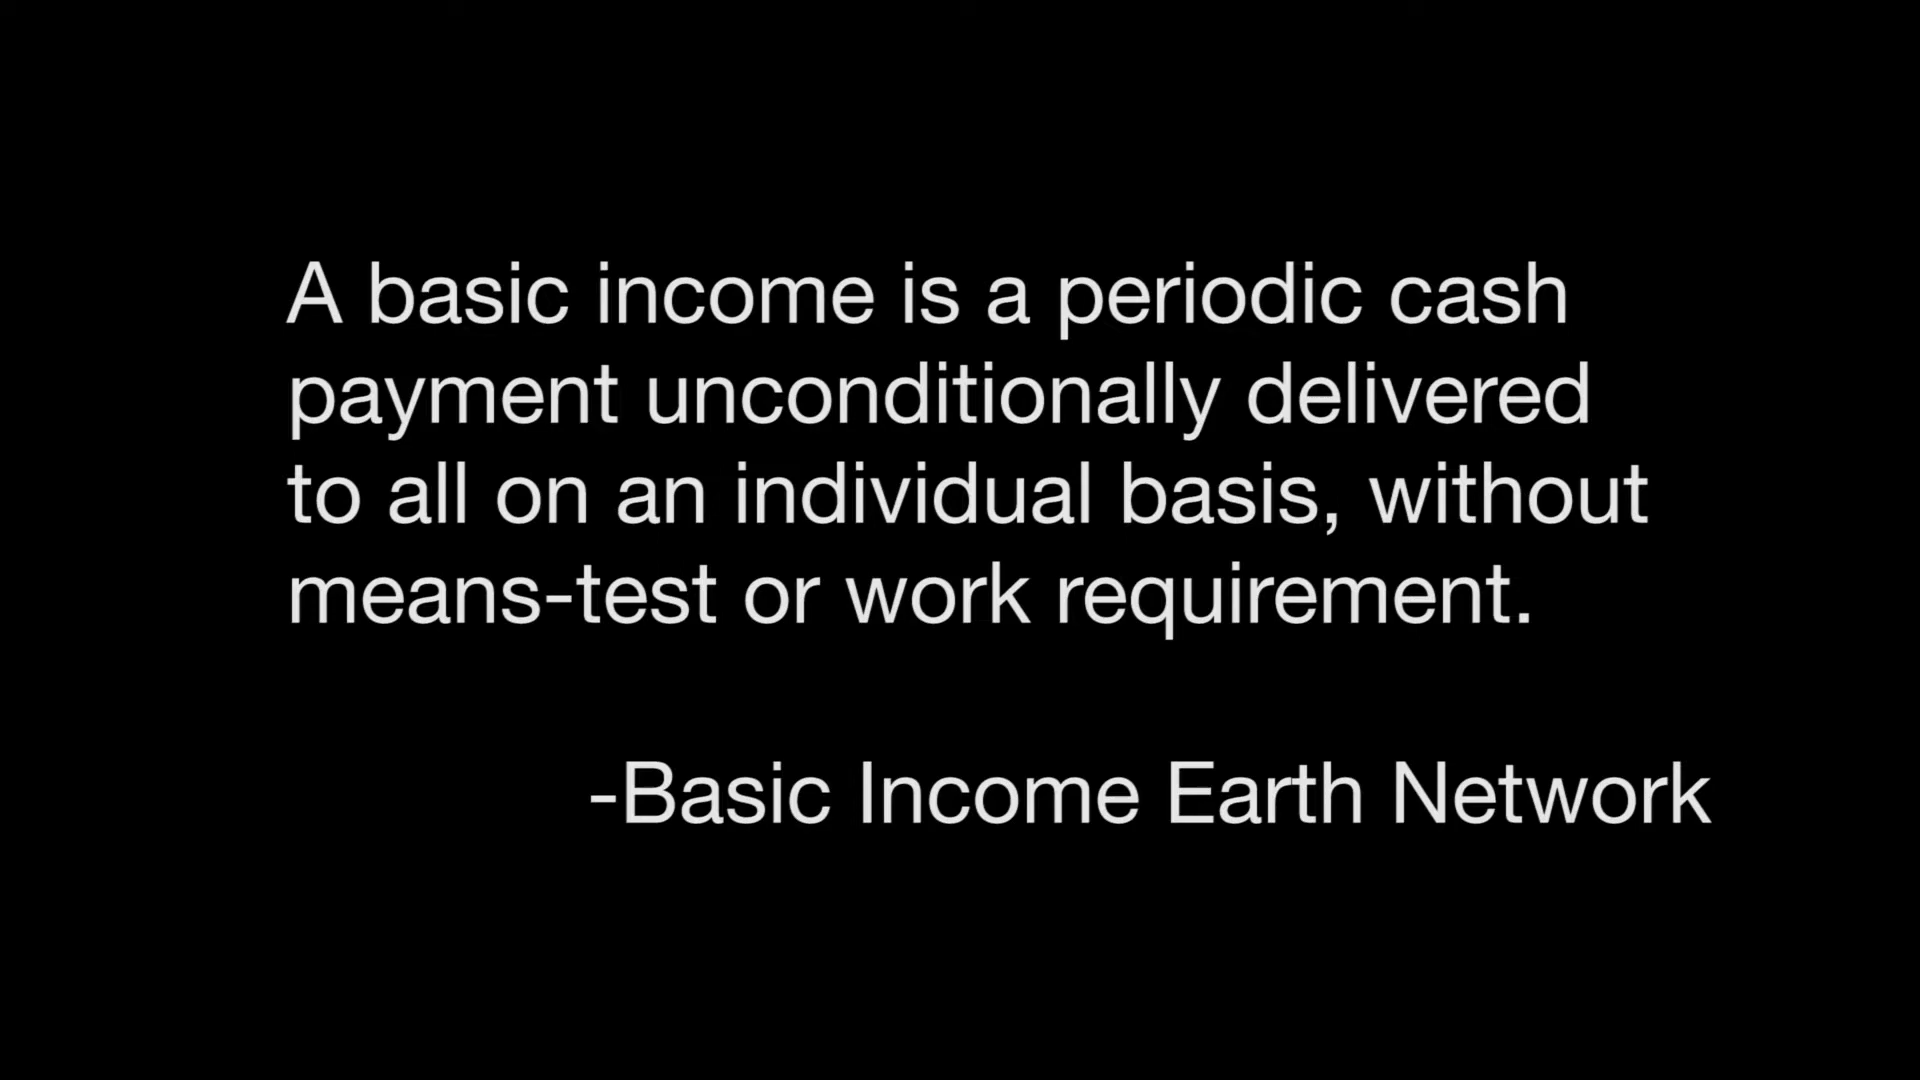 A basic income is a periodic cash
payment unconditionally delivered
to all on an individual basis, without
means-test or work requirement.
-Basic Income Earth Network